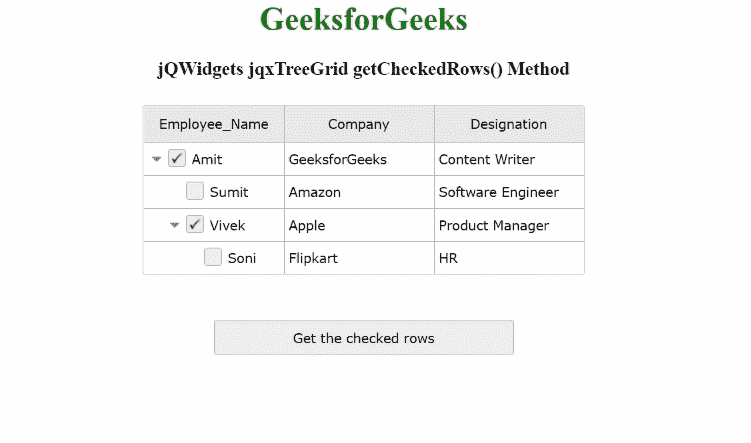 GeeksforGeeks
jQWidgets jqxTreeGrid getCheckedRows() Method
Employee_Name Company Designation
Amit GeeksforGeeks Content Writer
Sumit Amazon Software Engineer
Vivek Apple Product Manager
Soni Flipkart HR
Get the checked rows